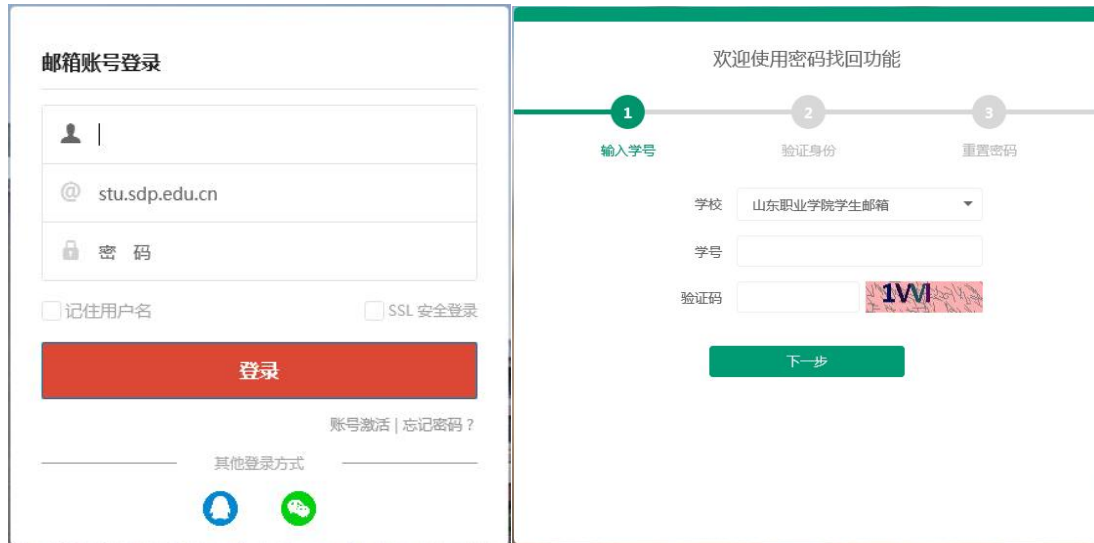 邮箱账号登录
@ stu.sdp.edu.cn
密 码
记住用户名
SSL 安全登录
登录
账号激活 | 忘记密码 ?
其他登录方式
欢迎使用密码找回功能
1 2 3
输入学号 验证身份 重置密码
学校 山东职业学院学生邮箱
学号
验证码
下一步